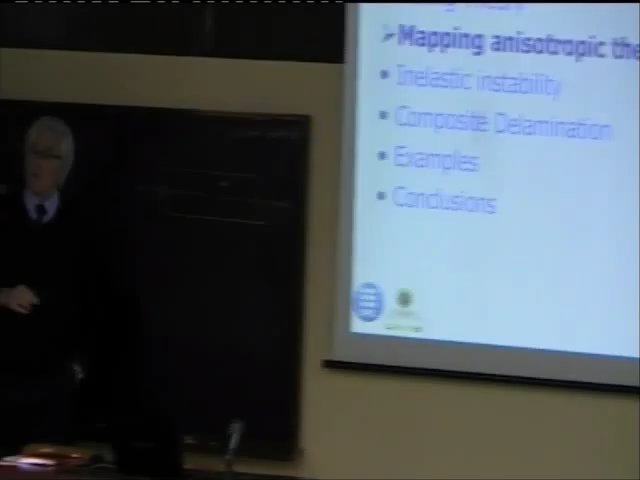 ➢Mapping anisotropic the
• Inelastic instability
• Composite Delamination
• Examples
• Conclusions